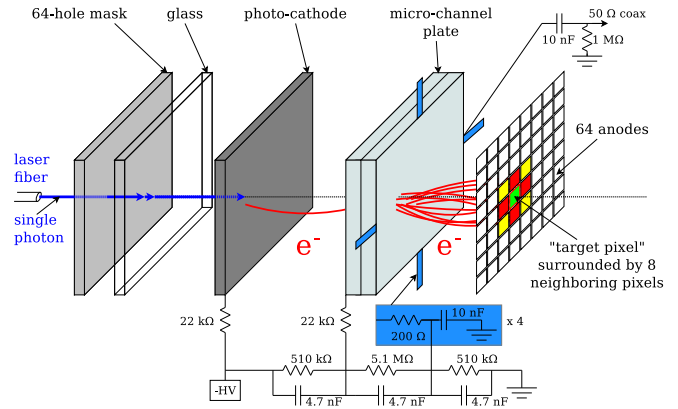 64-hole mask
glass
photo-cathode
micro-channel
plate
50 Ω coax
10 nF
1 MΩ
64 anodes
laser
fiber
single
photon
e-
e-
"target pixel"
surrounded by 8
neighboring pixels
22 kΩ
22 kΩ
10 nF
200 Ω
x 4
510 kΩ
5.1 MΩ
510 kΩ
-HV
4.7 nF
4.7 nF
4.7 nF